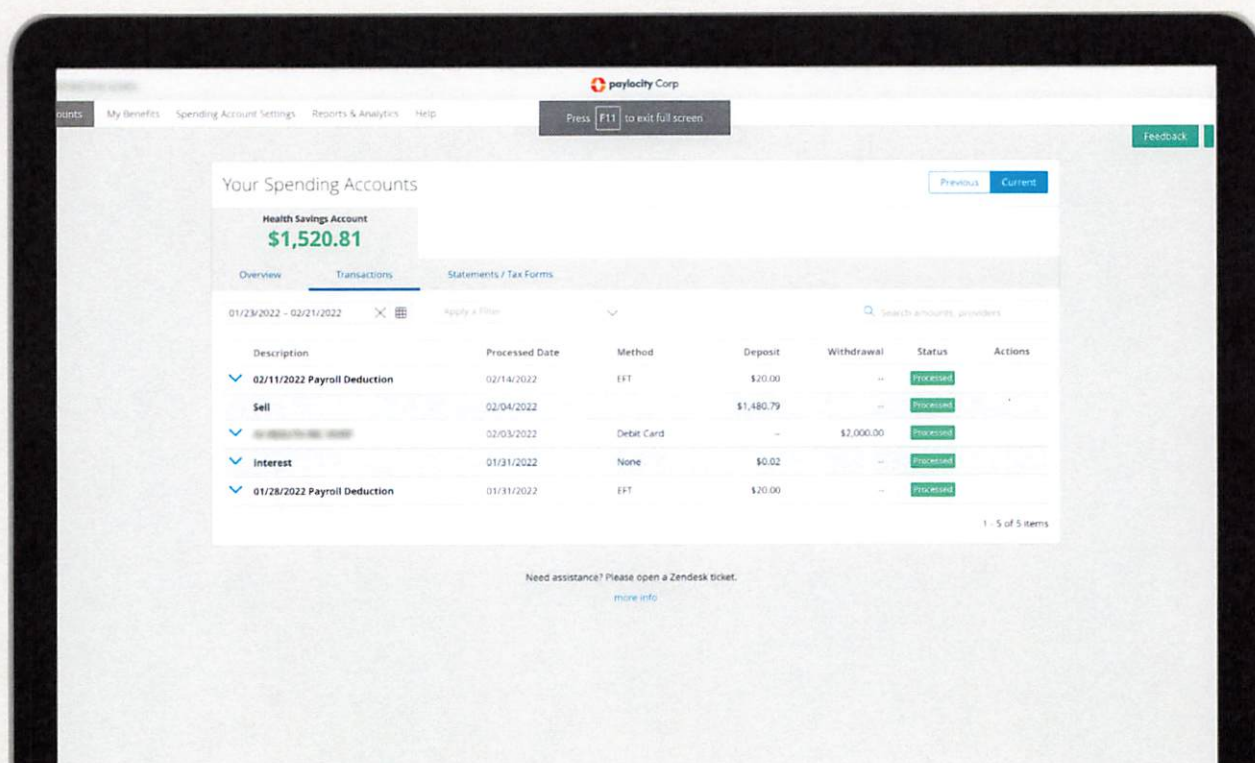 paylocity Corp
ounts My Benefits Spending Account Settings Reports & Analytics Help
Press F11 to exit full screen
Feedback
Your Spending Accounts
Previous Current
Health Savings Account
$1,520.81
Overview Transactions Statements / Tax Forms
01/23/2022 - 02/21/2022 Apply a Filter Search amounts, providers
Description Processed Date Method Deposit Withdrawal Status Actions
02/11/2022 Payroll Deduction 02/14/2022 EFT $20.00 -- Processed
Sell 02/04/2022 $1,480.79 -- Processed
02/03/2022 Debit Card -- $2,000.00 Processed
Interest 01/31/2022 None $0.02 -- Processed
01/28/2022 Payroll Deduction 01/31/2022 EFT $20.00 -- Processed
1 - 5 of 5 items
Need assistance? Please open a Zendesk ticket.
more info